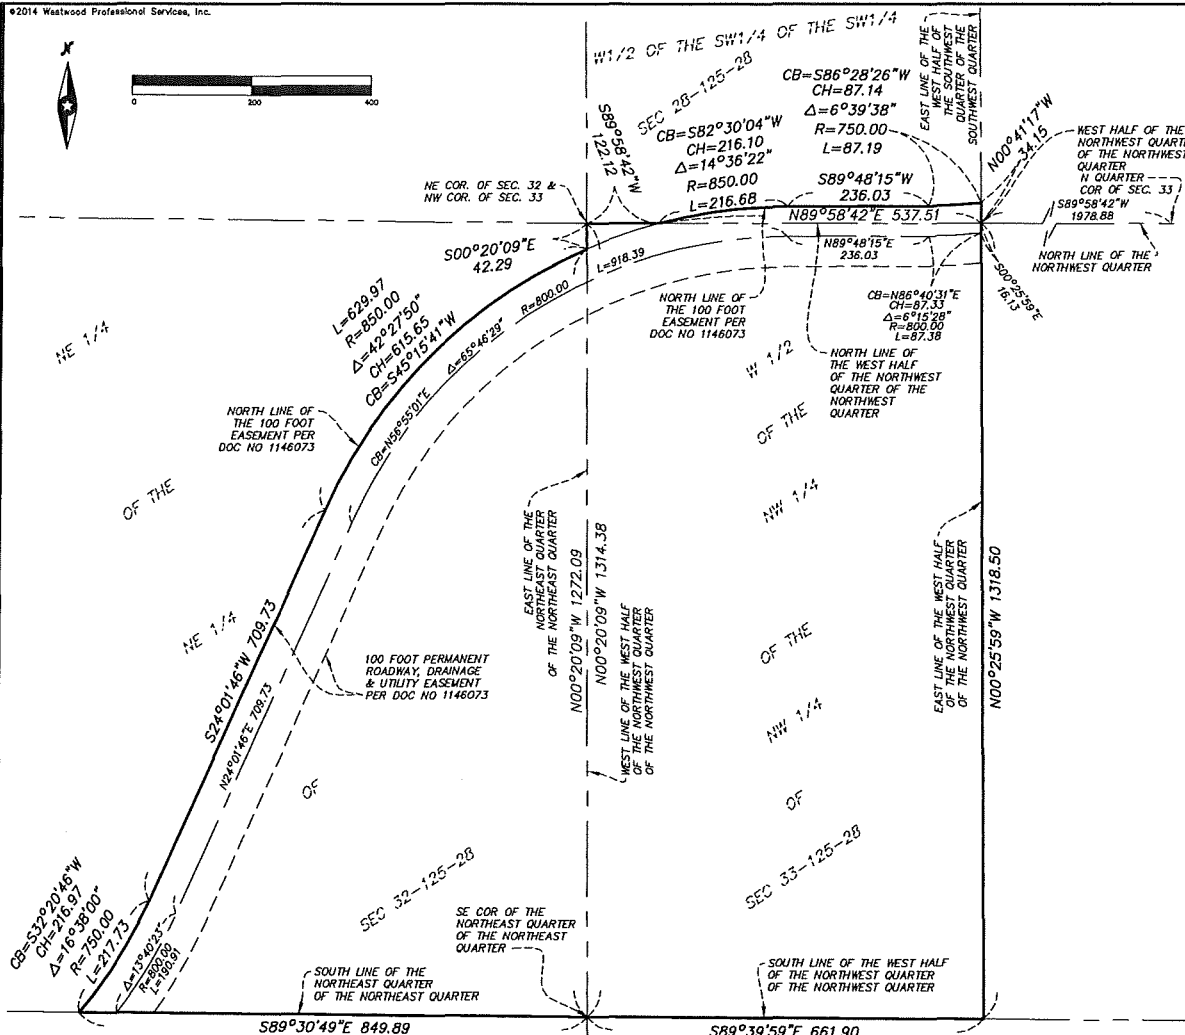 ©2014 Westwood Professional Services, Inc.
N
0
200
400
W1/2 OF THE SW1/4 OF THE SW1/4
SEC 28-125-28
EAST LINE OF THE
WEST HALF OF
THE SOUTHWEST
QUARTER OF THE
SOUTHWEST QUARTER
CB=S86°28'26"W
CH=87.14
Δ=6°39'38"
R=750.00
L=87.19
N00°41'17"W
34.15
WEST HALF OF THE
NORTHWEST QUART
OF THE NORTHWEST
QUARTER
N QUARTER
COR OF SEC. 33
S89°58'42"W
1978.88
NORTH LINE OF THE
NORTHWEST QUARTER
S89°58'42"W
122.12
CB=S82°30'04"W
CH=216.10
Δ=14°36'22"
R=850.00
L=216.68
S89°48'15"W
236.03
NE COR. OF SEC. 32 &
NW COR. OF SEC. 33
N89°58'42"E 537.51
N89°48'15"E
236.03
S00°25'59"E
16.13
S00°20'09"E
42.29
L=918.39
R=800.00
CB=N86°40'31"E
CH=87.33
Δ=6°15'28"
R=800.00
L=87.38
NORTH LINE OF
THE 100 FOOT
EASEMENT PER
DOC NO 1146073
NORTH LINE OF
THE WEST HALF
OF THE NORTHWEST
QUARTER OF THE
NORTHWEST
QUARTER
L=629.97
R=850.00
Δ=42°27'50"
CH=615.65
CB=S45°15'41"W
Δ=65°46'29"
CB=N56°55'01"E
NE 1/4
OF THE
NE 1/4
OF
SEC 32-125-28
NORTH LINE OF
THE 100 FOOT
EASEMENT PER
DOC NO 1146073
W 1/2
OF THE
NW 1/4
OF THE
NW 1/4
OF
SEC 33-125-28
EAST LINE OF THE
NORTHEAST QUARTER
OF THE NORTHEAST QUARTER
N00°20'09"W 1272.09
N00°20'09"W 1314.38
WEST LINE OF THE WEST HALF
OF THE NORTHWEST QUARTER
OF THE NORTHWEST QUARTER
EAST LINE OF THE WEST HALF
OF THE NORTHWEST QUARTER
OF THE NORTHWEST QUARTER
N00°25'59"W 1318.50
S24°01'46"W 709.73
N24°01'46"E 709.73
100 FOOT PERMANENT
ROADWAY, DRAINAGE
& UTILITY EASEMENT
PER DOC NO 1146073
CB=S32°20'46"W
CH=216.97
Δ=16°38'00"
R=750.00
L=217.73
Δ=13°40'23"
R=800.00
L=190.91
SE COR OF THE
NORTHEAST QUARTER
OF THE NORTHEAST
QUARTER
SOUTH LINE OF THE
NORTHEAST QUARTER
OF THE NORTHEAST QUARTER
SOUTH LINE OF THE WEST HALF
OF THE NORTHWEST QUARTER
OF THE NORTHWEST QUARTER
S89°30'49"E 849.89
S89°39'59"E 661.90